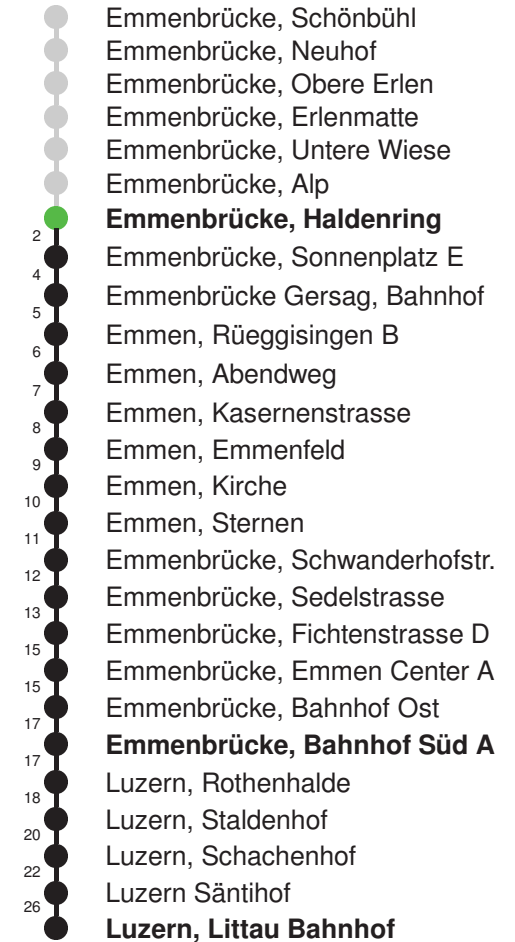 Emmenbrücke, Schönbühl
Emmenbrücke, Neuhof
Emmenbrücke, Obere Erlen
Emmenbrücke, Erlenmatte
Emmenbrücke, Untere Wiese
Emmenbrücke, Alp
Emmenbrücke, Haldenring
2
Emmenbrücke, Sonnenplatz E
4
Emmenbrücke Gersag, Bahnhof
5
Emmen, Rüeggisingen B
6
Emmen, Abendweg
7
Emmen, Kasernenstrasse
8
Emmen, Emmenfeld
9
Emmen, Kirche
10
Emmen, Sternen
11
Emmenbrücke, Schwanderhofstr.
12
Emmenbrücke, Sedelstrasse
13
Emmenbrücke, Fichtenstrasse D
15
Emmenbrücke, Emmen Center A
15
Emmenbrücke, Bahnhof Ost
17
Emmenbrücke, Bahnhof Süd A
17
Luzern, Rothenhalde
18
Luzern, Staldenhof
20
Luzern, Schachenhof
22
Luzern Säntihof
26
Luzern, Littau Bahnhof